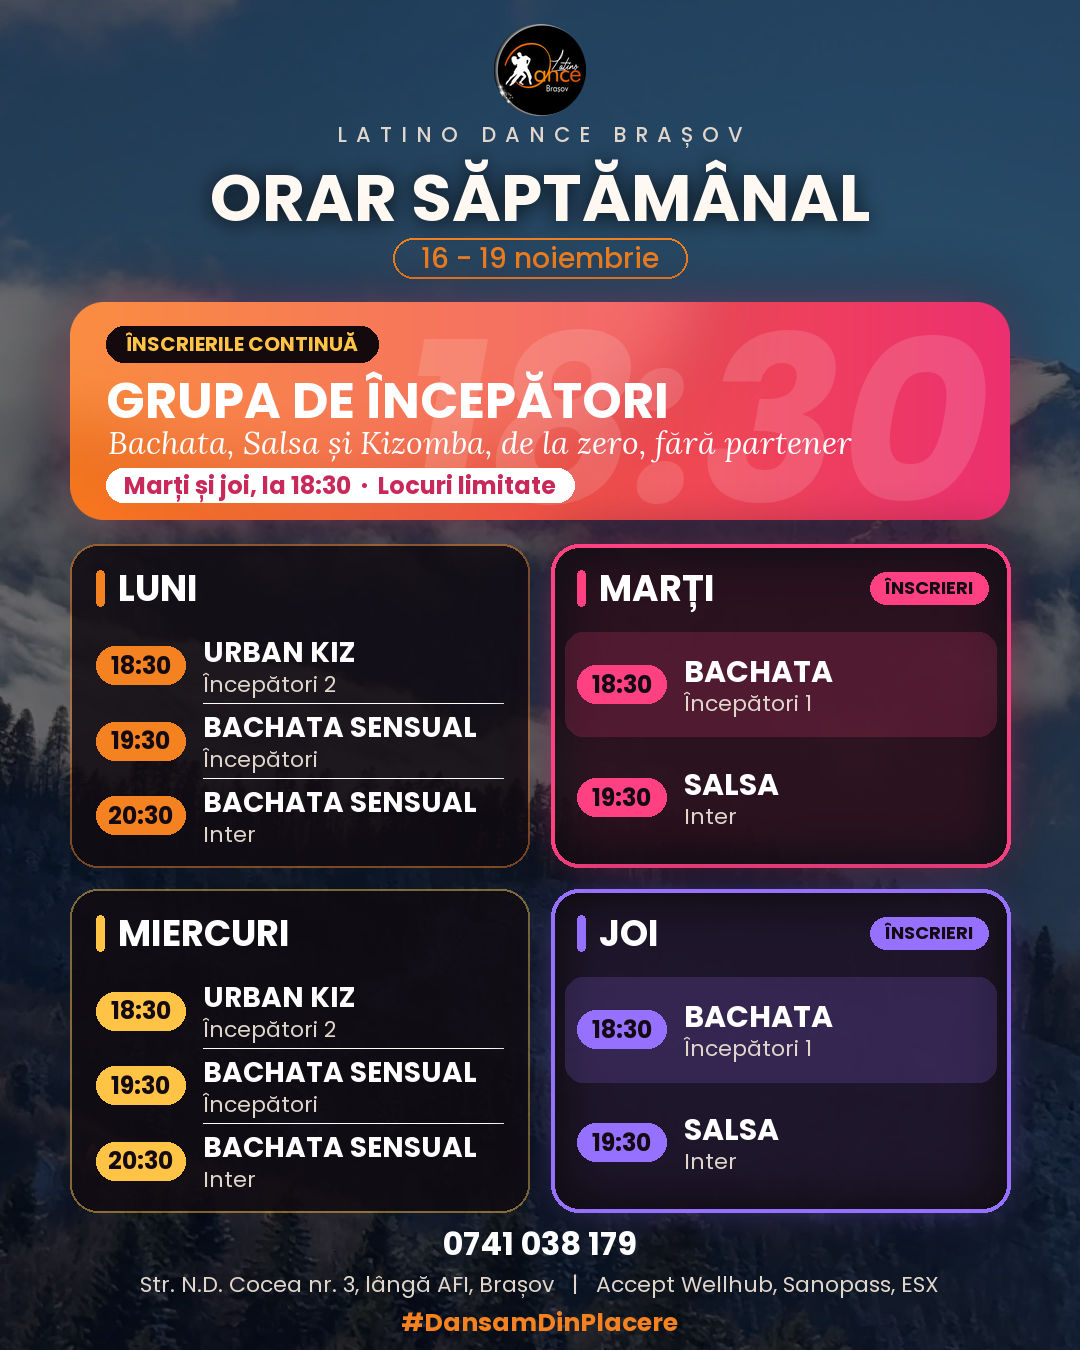 Latino
Dance
Brașov
LATINO DANCE BRAȘOV
ORAR SĂPTĂMÂNAL
16 - 19 noiembrie
18:30
ÎNSCRIERILE CONTINUĂ
GRUPA DE ÎNCEPĂTORI
Bachata, Salsa și Kizomba, de la zero, fără partener
Marți și joi, la 18:30 · Locuri limitate
LUNI
18:30 URBAN KIZ
Începători 2
19:30 BACHATA SENSUAL
Începători
20:30 BACHATA SENSUAL
Inter
MARȚI ÎNSCRIERI
18:30 BACHATA
Începători 1
19:30 SALSA
Inter
MIERCURI
18:30 URBAN KIZ
Începători 2
19:30 BACHATA SENSUAL
Începători
20:30 BACHATA SENSUAL
Inter
JOI ÎNSCRIERI
18:30 BACHATA
Începători 1
19:30 SALSA
Inter
0741 038 179
Str. N.D. Cocea nr. 3, lângă AFI, Brașov | Accept Wellhub, Sanopass, ESX
#DansamDinPlacere